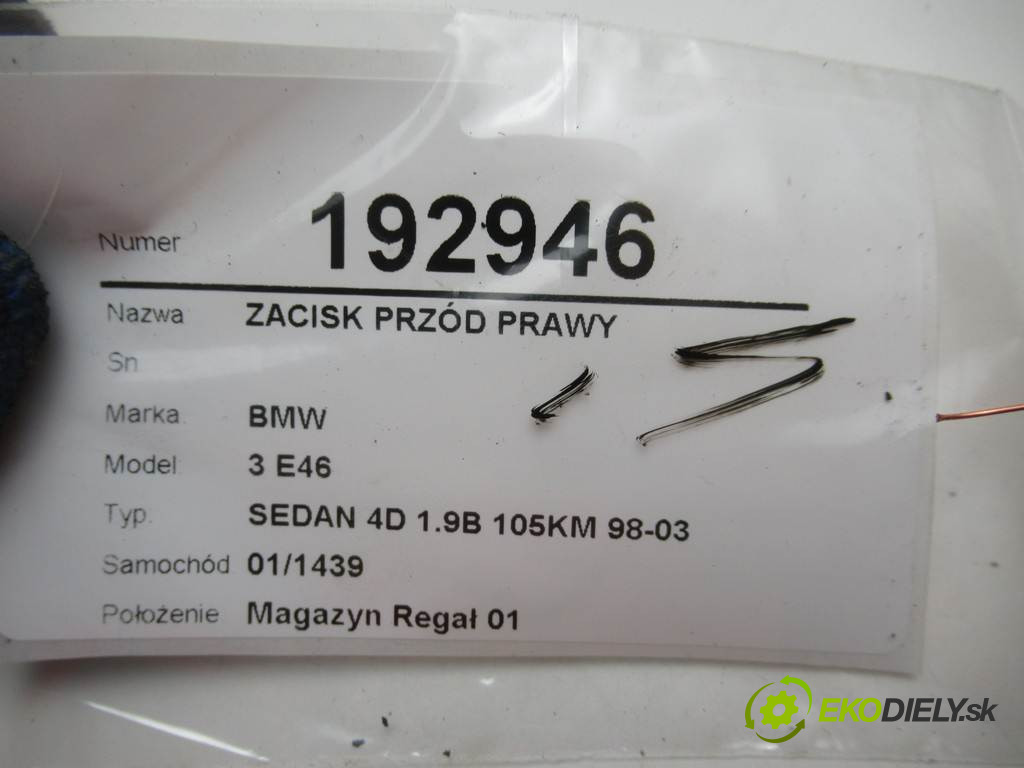 Numer 192946
Nazwa ZACISK PRZÓD PRAWY
Sn
Marka BMW
Model 3 E46
Typ. SEDAN 4D 1.9B 105KM 98-03
Samochód 01/1439
Położenie Magazyn Regał 01
EKODIELY.sk